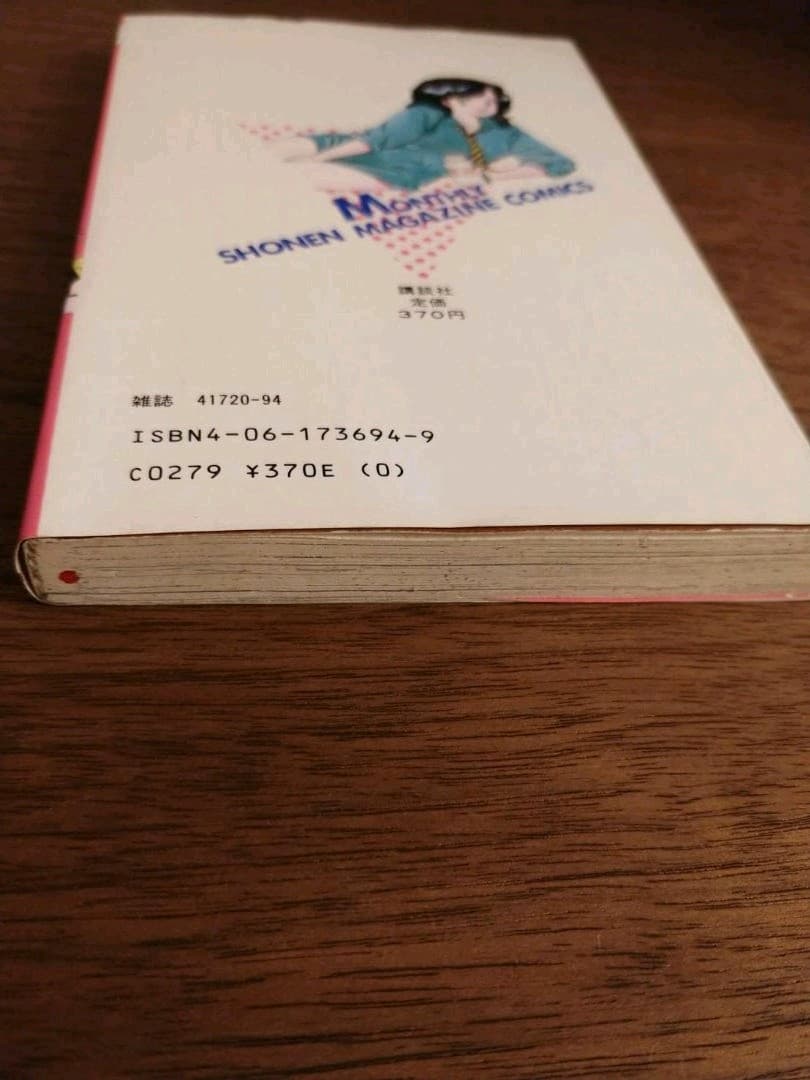 MONTHLY
SHONEN MAGAZINE COMICS
講談社
定価
370円
雑誌 41720-94
ISBN4-06-173694-9
C0279 ¥370E (0)